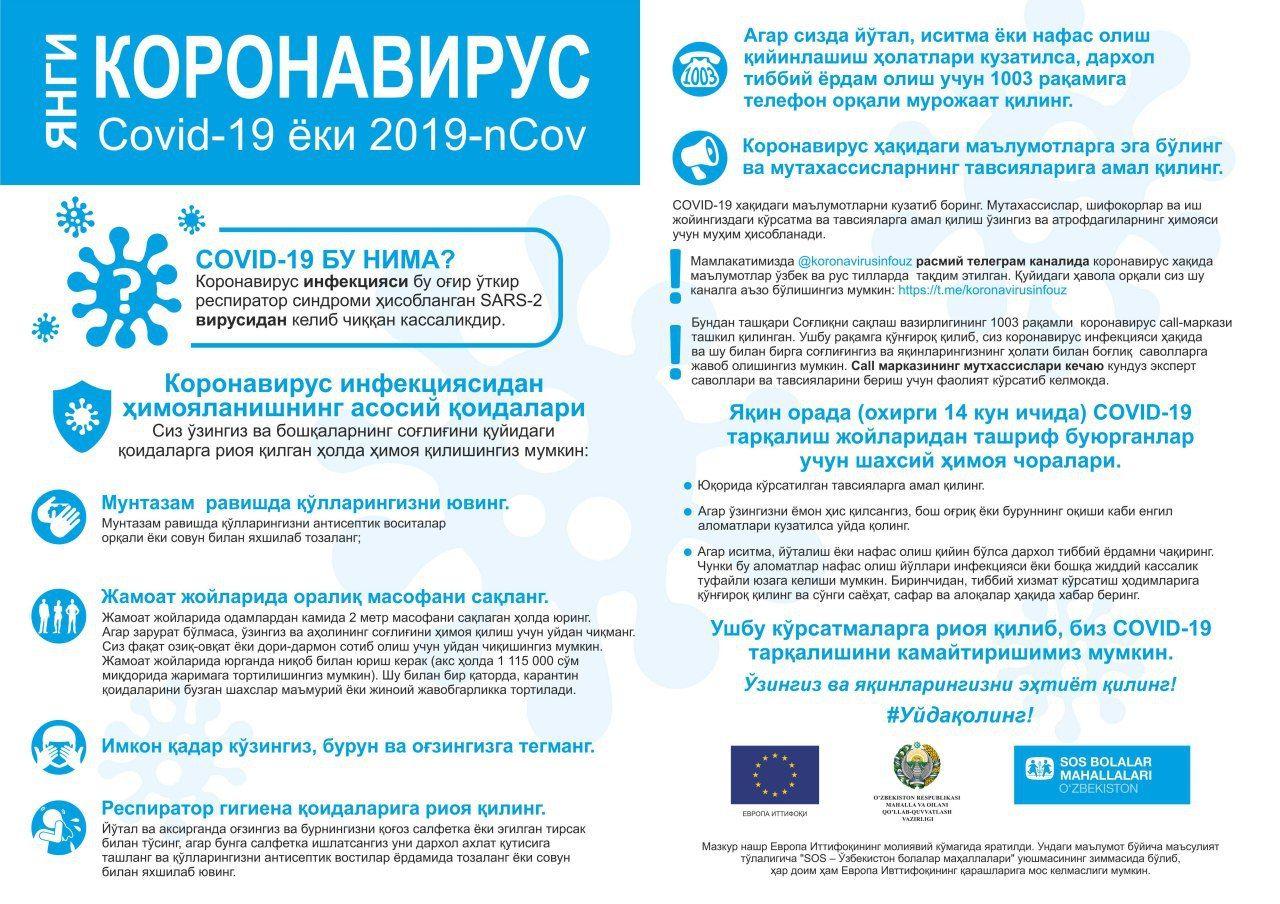 ЯНГИ
КОРОНАВИРУС
Covid-19 ёки 2019-nCov
COVID-19 БУ НИМА?
Коронавирус инфекцияси бу оғир ўткир
респиратор синдроми ҳисобланган SARS-2
вирусидан келиб чиққан кассаликдир.
Коронавирус инфекциясидан
ҳимояланишнинг асосий қоидалари
Сиз ўзингиз ва бошқаларнинг соғлиғини қуйидаги
қоидаларга риоя қилган ҳолда ҳимоя қилишингиз мумкин:
Мунтазам равишда қўлларингизни ювинг.
Мунтазам равишда қўлларингизни антисептик воситалар
орқали ёки совун билан яхшилаб тозаланг;
Жамоат жойларида оралиқ масофани сақланг.
Жамоат жойларида одамлардан камида 2 метр масофани сақлаган ҳолда юринг.
Агар зарурат бўлмаса, ўзингиз ва аҳолининг соғлиғини ҳимоя қилиш учун уйдан чиқманг.
Сиз фақат озиқ-овқат ёки дори-дармон сотиб олиш учун уйдан чиқишингиз мумкин.
Жамоат жойларида юрганда ниқоб билан юриш керак (акс ҳолда 1 115 000 сўм
миқдорида жаримага тортилишингиз мумкин). Шу билан бир қаторда, карантин
қоидаларини бузган шахслар маъмурий ёки жиноий жавобгарликка тортилади.
Имкон қадар кўзингиз, бурун ва оғзингизга тегманг.
Респиратор гигиена қоидаларига риоя қилинг.
Йўтал ва аксирганда оғзингиз ва бурнингизни қоғоз салфетка ёки эгилган тирсак
билан тўсинг, агар бунга салфетка ишлатсангиз уни дарҳол ахлат қутисига
ташланг ва қўлларингизни антисептик востилар ёрдамида тозаланг ёки совун
билан яхшилаб ювинг.
1003
Агар сизда йўтал, иситма ёки нафас олиш
қийинлашиш ҳолатлари кузатилса, дархол
тиббий ёрдам олиш учун 1003 рақамига
телефон орқали мурожаат қилинг.
Коронавирус ҳақидаги маълумотларга эга бўлинг
ва мутахассисларнинг тавсияларига амал қилинг.
COVID-19 хақидаги маълумотларни кузатиб боринг. Мутахассислар, шифокорлар ва иш
жойингиздаги кўрсатма ва тавсияларга амал қилиш ўзингиз ва атрофдагиларнинг ҳимояси
учун муҳим ҳисобланади.
! Мамлакатимизда @koronavirusinfouz расмий телеграм каналида коронавирус ҳақида
маълумотлар ўзбек ва рус тилларда тақдим этилган. Қуйидаги ҳавола орқали сиз шу
каналга аъзо бўлишингиз мумкин: https://t.me/koronavirusinfouz
! Бундан ташқари Соғлиқни сақлаш вазирлигининг 1003 рақамли коронавирус call-маркази
ташкил қилинган. Ушбу рақамга қўнғироқ қилиб, сиз коронавирус инфекцияси ҳақида
ва шу билан бирга соғлиғингиз ва яқинларингизнинг ҳолати билан боғлиқ саволларга
жавоб олишингиз мумкин. Call марказининг мутхассислари кечаю кундуз эксперт
саволлари ва тавсияларини бериш учун фаолият кўрсатиб келмоқда.
Яқин орада (охирги 14 кун ичида) COVID-19
тарқалиш жойларидан ташриф буюрганлар
учун шахсий ҳимоя чоралари.
● Юқорида кўрсатилган тавсияларга амал қилинг.
● Агар ўзингизни ёмон ҳис қилсангиз, бош оғриқ ёки буруннинг оқиши каби енгил
аломатлари кузатилса уйда қолинг.
● Агар иситма, йўталиш ёки нафас олиш қийин бўлса дархол тиббий ёрдамни чақиринг.
Чунки бу аломатлар нафас олиш йўллари инфекцияси ёки бошқа жиддий кассалик
туфайли юзага келиши мумкин. Биринчидан, тиббий хизмат кўрсатиш ҳодимларига
қўнғироқ қилинг ва сўнги саёҳат, сафар ва алоқалар ҳақида хабар беринг.
Ушбу кўрсатмаларга риоя қилиб, биз COVID-19
тарқалишини камайтиришимиз мумкин.
Ўзингиз ва яқинларингизни эҳтиёт қилинг!
#Уйдақолинг!
ЕВРОПА ИТТИФОҚИ
O'ZBEKISTON RESPUBLIKASI
MAHALLA VA OILANI
QO'LLAB-QUVVATLASH
VAZIRLIGI
SOS BOLALAR
MAHALLALARI
O'ZBEKISTON
Мазкур нашр Европа Иттифоқининг молиявий кўмагида яратилди. Ундаги маълумот бўйича маъсулият
тўлалигича "SOS – Ўзбекистон болалар маҳаллалари" уюшмасининг зиммасида бўлиб,
ҳар доим ҳам Европа Ивттифоқининг қарашларига мос келмаслиги мумкин.